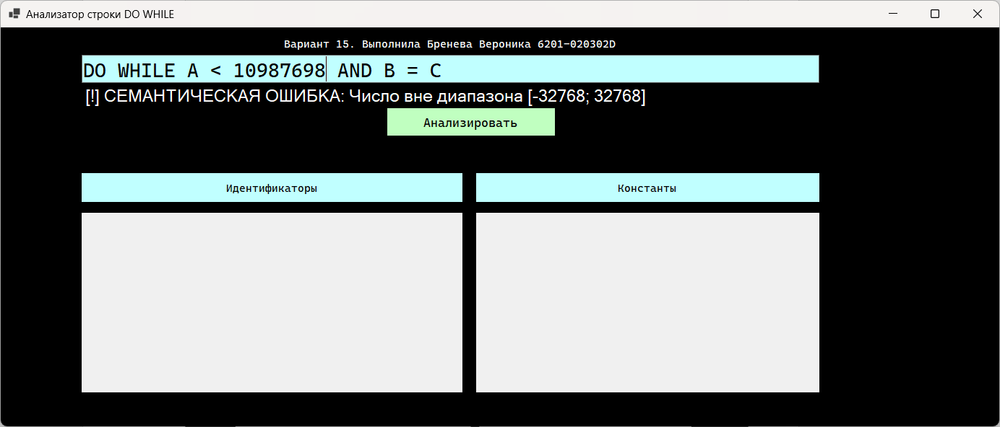 Анализатор строки DO WHILE
Вариант 15. Выполнила Бренева Вероника 6201-020302D
DO WHILE A < 10987698 AND B = C
[!] СЕМАНТИЧЕСКАЯ ОШИБКА: Число вне диапазона [-32768; 32768]
Анализировать
Идентификаторы
Константы